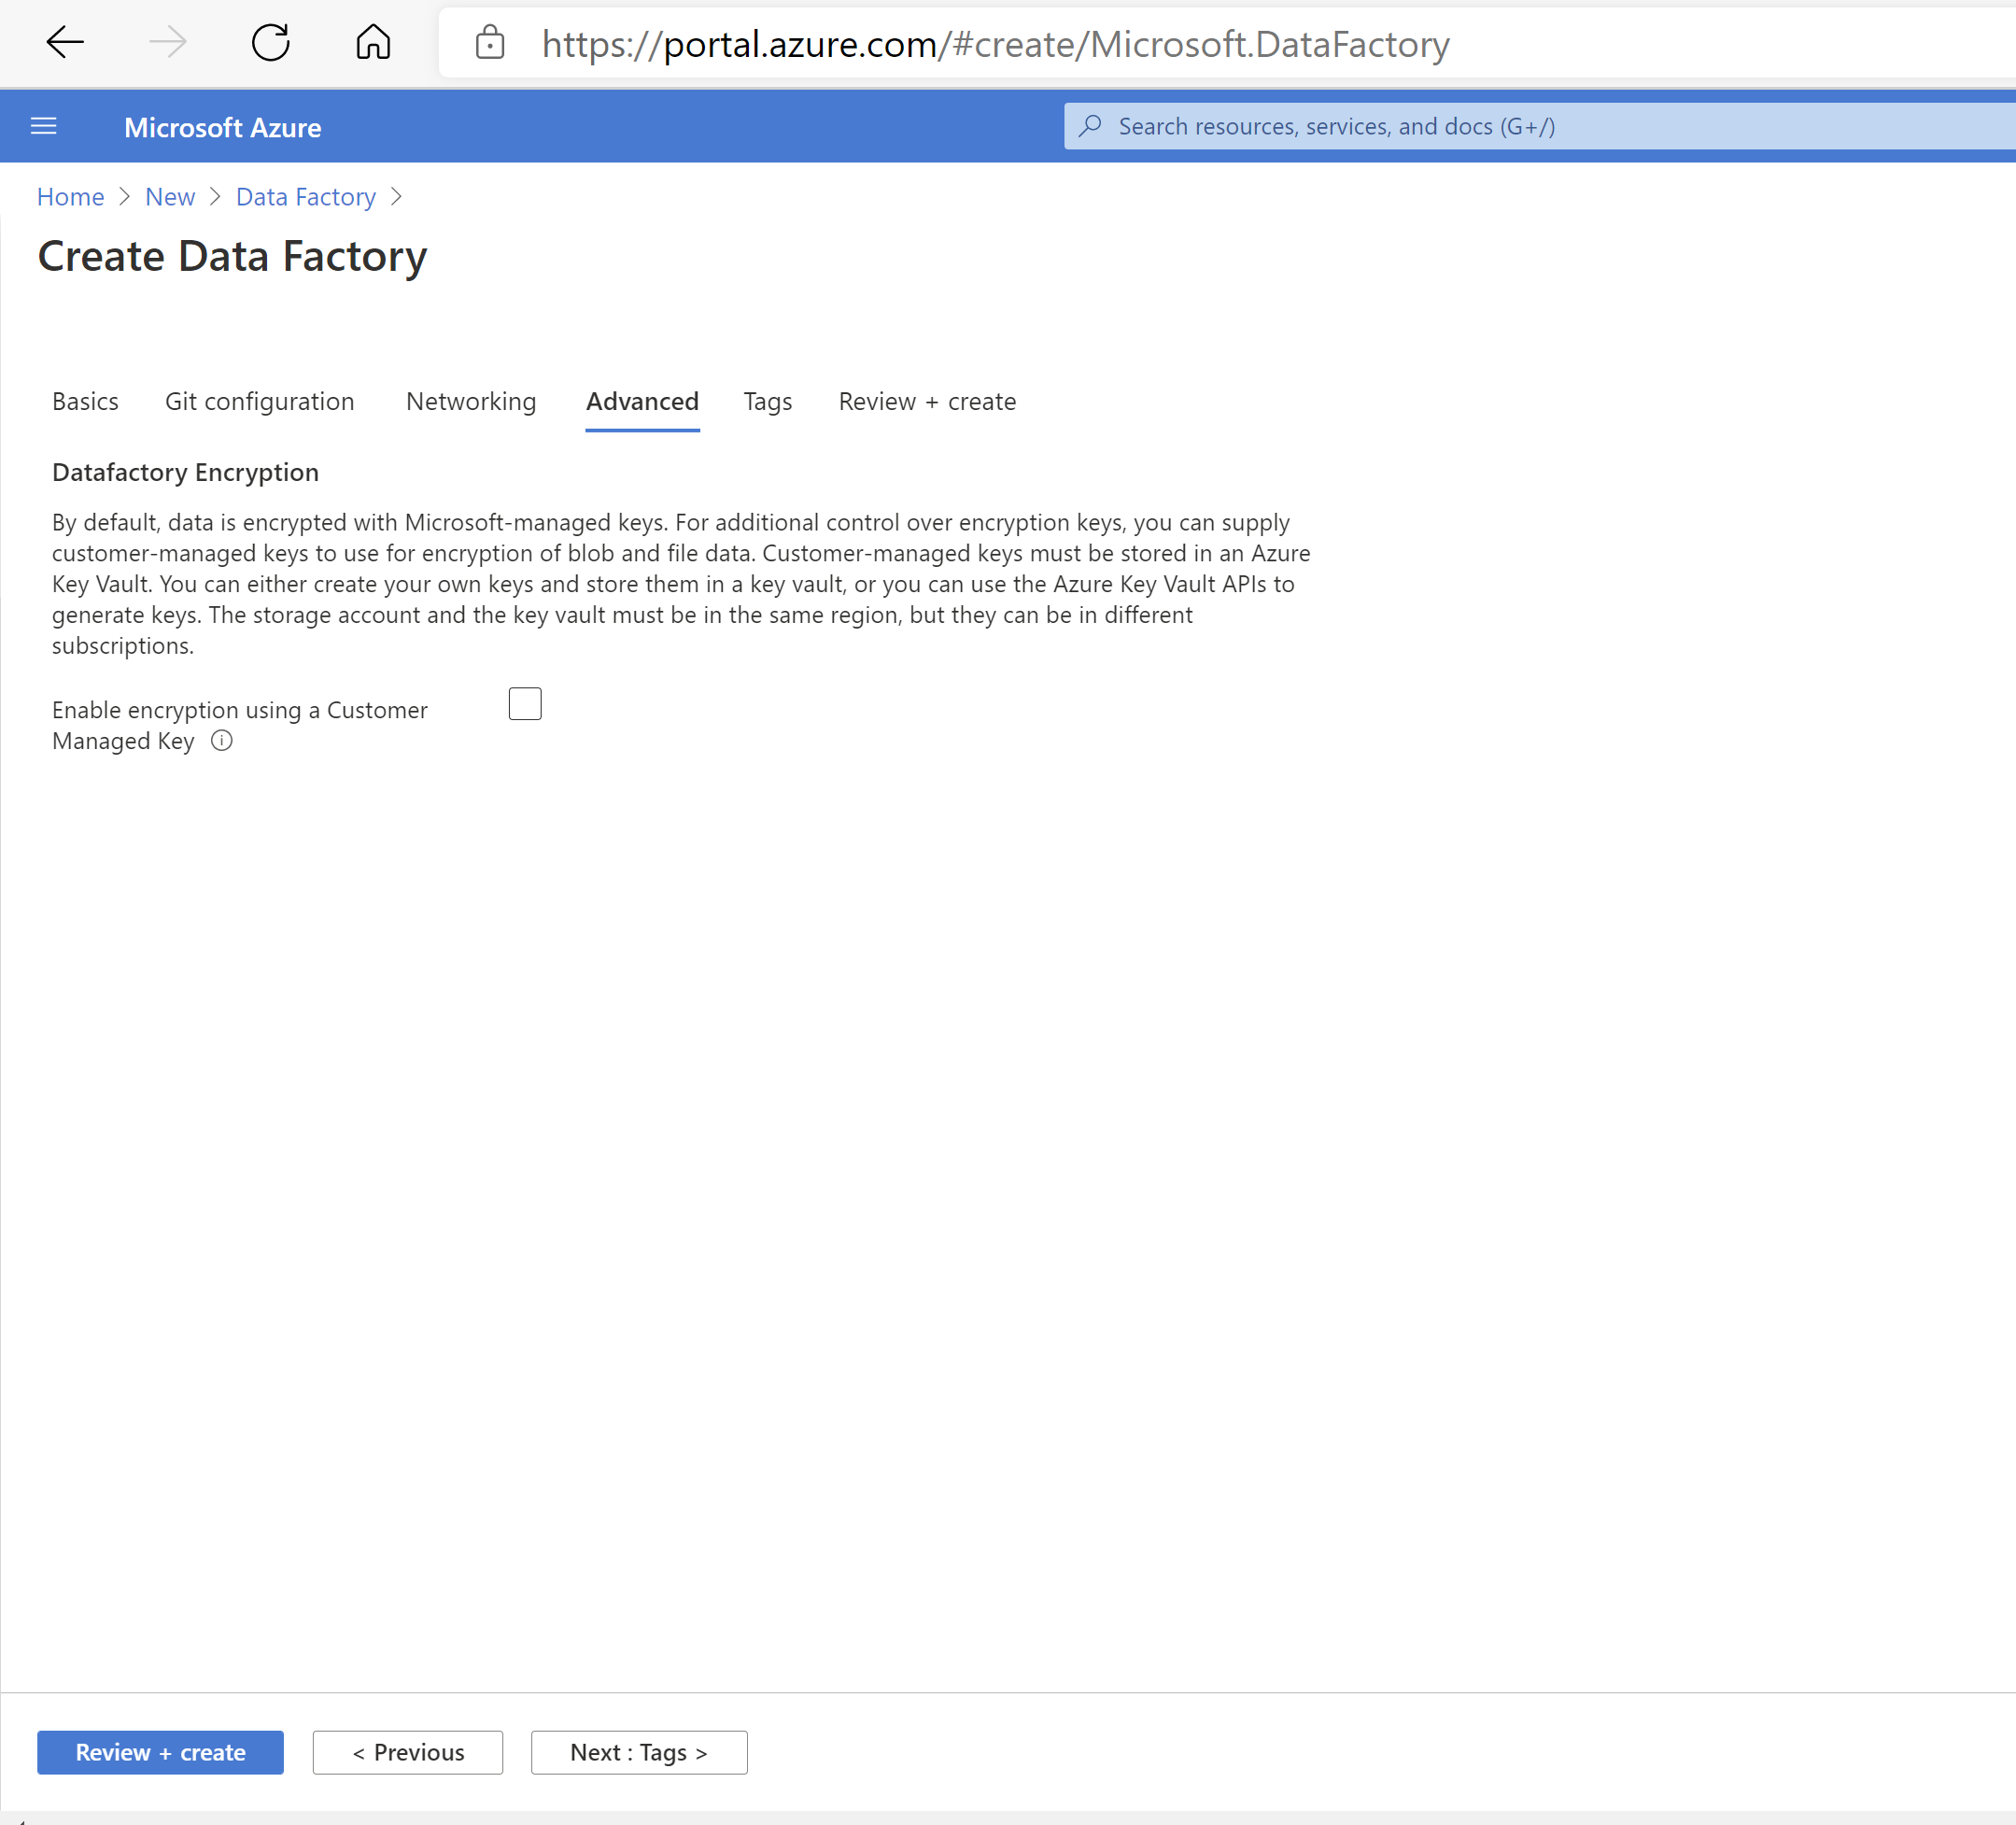 https://portal.azure.com/#create/Microsoft.DataFactory
Microsoft Azure
Search resources, services, and docs (G+/)
Home > New > Data Factory >
Create Data Factory
Basics Git configuration Networking Advanced Tags Review + create
Datafactory Encryption
By default, data is encrypted with Microsoft-managed keys. For additional control over encryption keys, you can supply
customer-managed keys to use for encryption of blob and file data. Customer-managed keys must be stored in an Azure
Key Vault. You can either create your own keys and store them in a key vault, or you can use the Azure Key Vault APIs to
generate keys. The storage account and the key vault must be in the same region, but they can be in different
subscriptions.
Enable encryption using a Customer
Managed Key
Review + create < Previous Next : Tags >